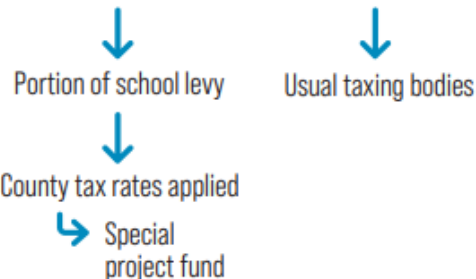 Portion of school levy
Usual taxing bodies
County tax rates applied
Special
project fund